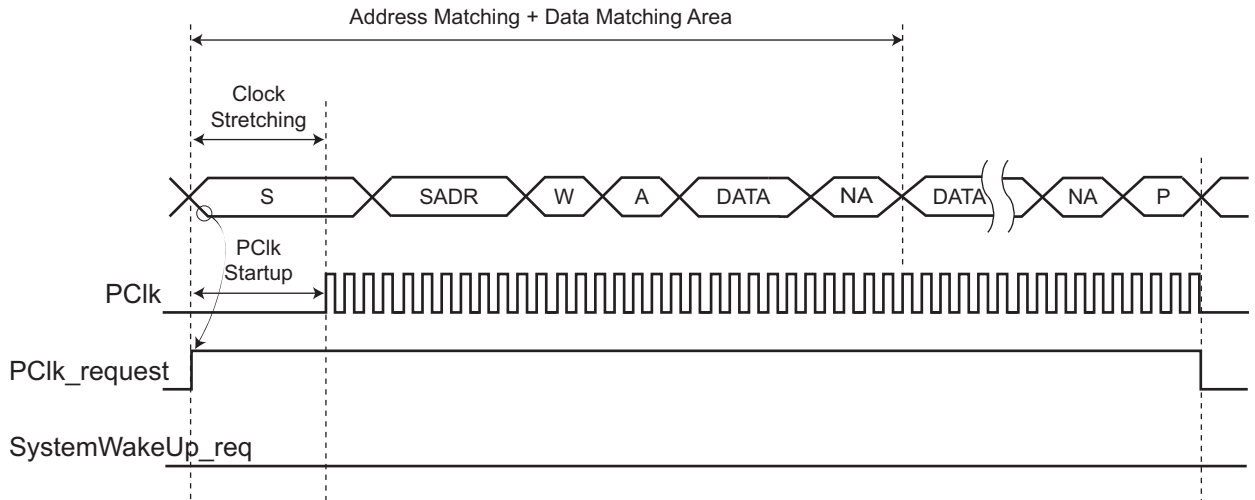 Address Matching + Data Matching Area
Clock
Stretching
S
SADR
W
A
DATA
NA
DATA
NA
P
PClk
Startup
PClk
PClk_request
SystemWakeUp_req